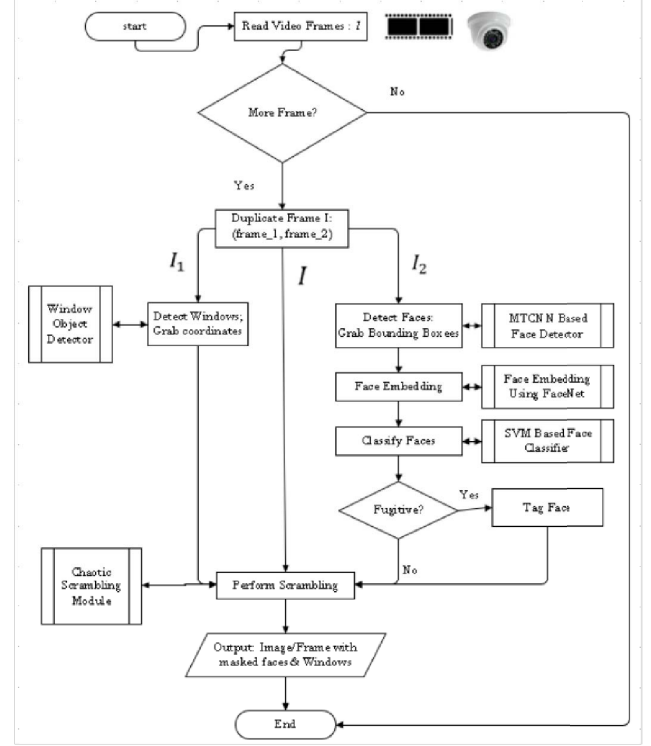 start
Read Video Frames : I
More Frame?
No
Yes
Duplicate Frame I:
(frame_1, frame_2)
I₁
I
I₂
Window
Object
Detector
Detect Windows;
Grab coordinates
Detect Faces:
Grab Bounding Boxees
MTCNN Based
Face Detector
Face Embedding
Face Embedding
Using FaceNet
Classify Faces
SVM Based Face
Classifier
Fugitive?
Yes
Tag Face
No
Chaotic
Scrambling
Module
Perform Scrambling
Output: Image/Frame with
masked faces & Windows
End